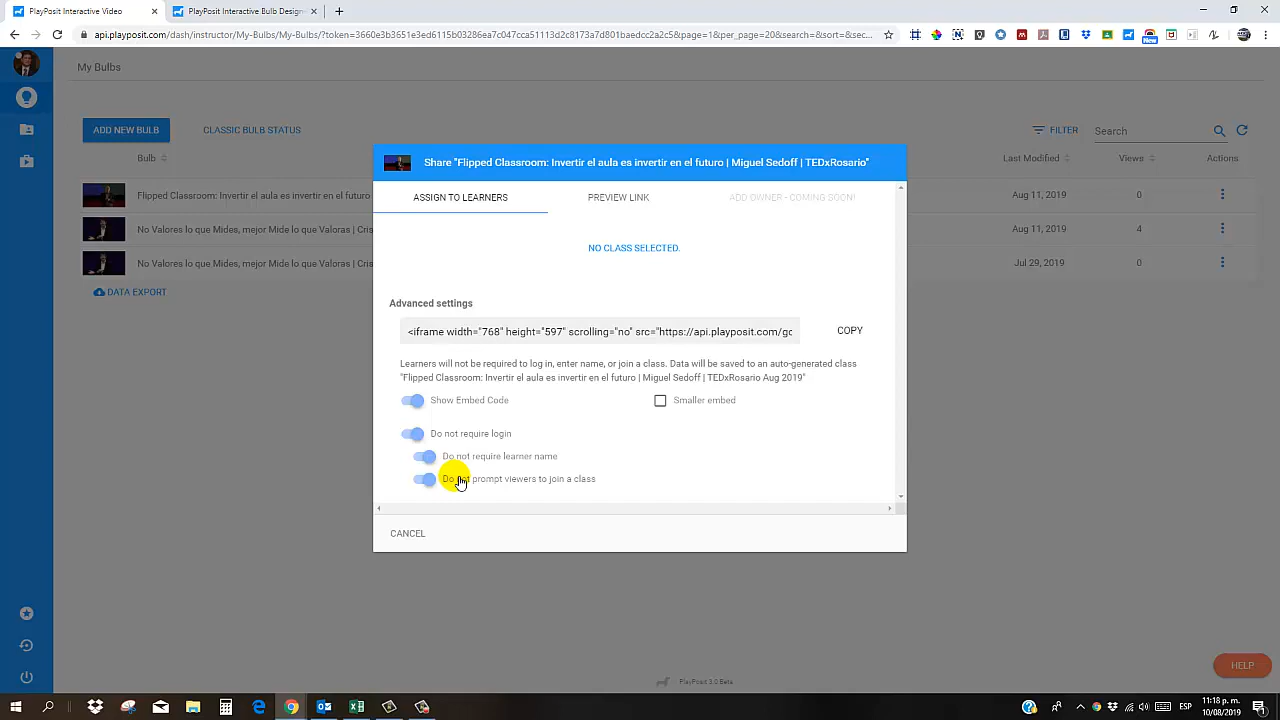 PlayPosit Interactive Video
PlayPosit Interactive Bulb Design
api.playposit.com/dash/instructor/My-Bulbs/My-Bulbs/?token=3660e3b3651e3ed6115b03286ea7c047cca51113d2c8173a7d801baedcc2a2c5&page=1&per_page=20&search=&sort=&sec...
New
My Bulbs
ADD NEW BULB
CLASSIC BULB STATUS
FILTER
Search
Bulb
Last Modified
Views
Actions
Flipped Classroom: Invertir el aula es invertir en el futuro
Aug 11, 2019
0
No Valores lo que Mides, mejor Mide lo que Valoras | Cris
Aug 11, 2019
4
No Valores lo que Mides, mejor Mide lo que Valoras | Cris
Jul 29, 2019
0
DATA EXPORT
Share "Flipped Classroom: Invertir el aula es invertir en el futuro | Miguel Sedoff | TEDxRosario"
ASSIGN TO LEARNERS
PREVIEW LINK
ADD OWNER - COMING SOON!
NO CLASS SELECTED.
Advanced settings
<iframe width="768" height="597" scrolling="no" src="https://api.playposit.com/gc
COPY
Learners will not be required to log in, enter name, or join a class. Data will be saved to an auto-generated class
"Flipped Classroom: Invertir el aula es invertir en el futuro | Miguel Sedoff | TEDxRosario Aug 2019"
Show Embed Code
Smaller embed
Do not require login
Do not require learner name
Do not prompt viewers to join a class
CANCEL
HELP
PlayPosit 3.0 Beta
ESP
11:18 p. m.
10/08/2019